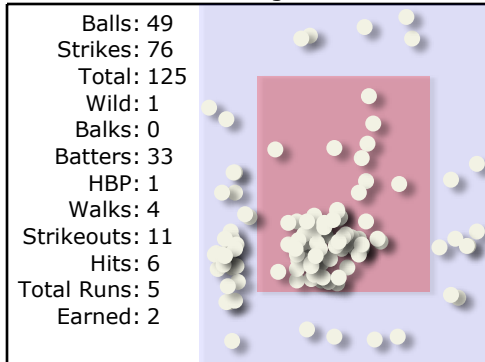 Balls: 49
Strikes: 76
Total: 125
Wild: 1
Balks: 0
Batters: 33
HBP: 1
Walks: 4
Strikeouts: 11
Hits: 6
Total Runs: 5
Earned: 2